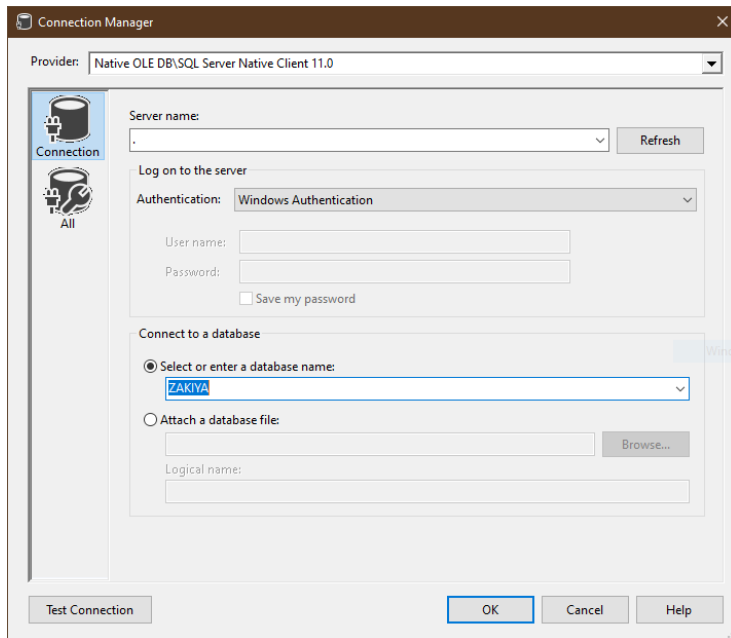 Connection Manager
Provider: Native OLE DB\SQL Server Native Client 11.0
Connection
All
Server name:
. Refresh
Log on to the server
Authentication: Windows Authentication
User name:
Password:
Save my password
Connect to a database
Select or enter a database name:
ZAKIYA
Attach a database file:
Browse...
Logical name:
Test Connection OK Cancel Help